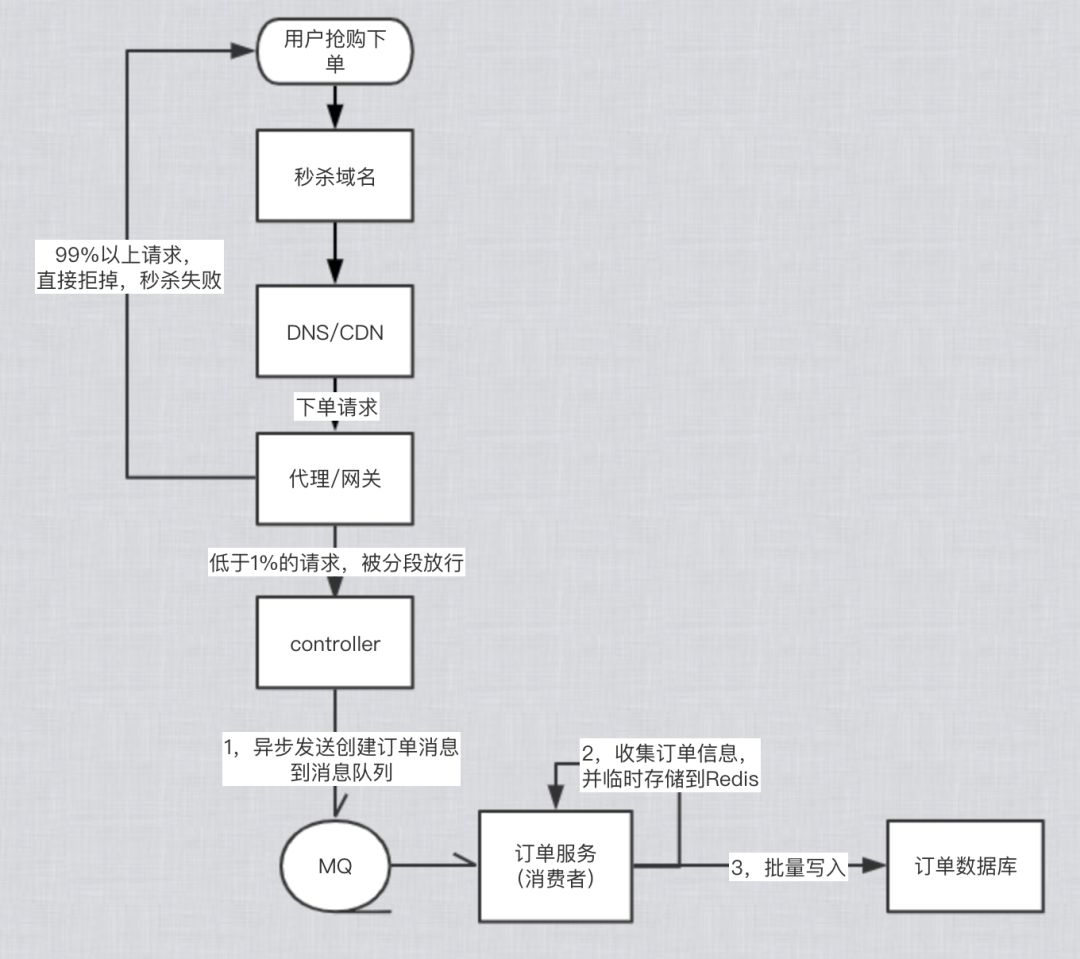 用户抢购下
单
秒杀域名
99%以上请求，
直接拒掉，秒杀失败
DNS/CDN
下单请求
代理/网关
低于1%的请求，被分段放行
controller
1，异步发送创建订单消息
到消息队列
2，收集订单信息，
并临时存储到Redis
MQ
订单服务
（消费者）
3，批量写入
订单数据库